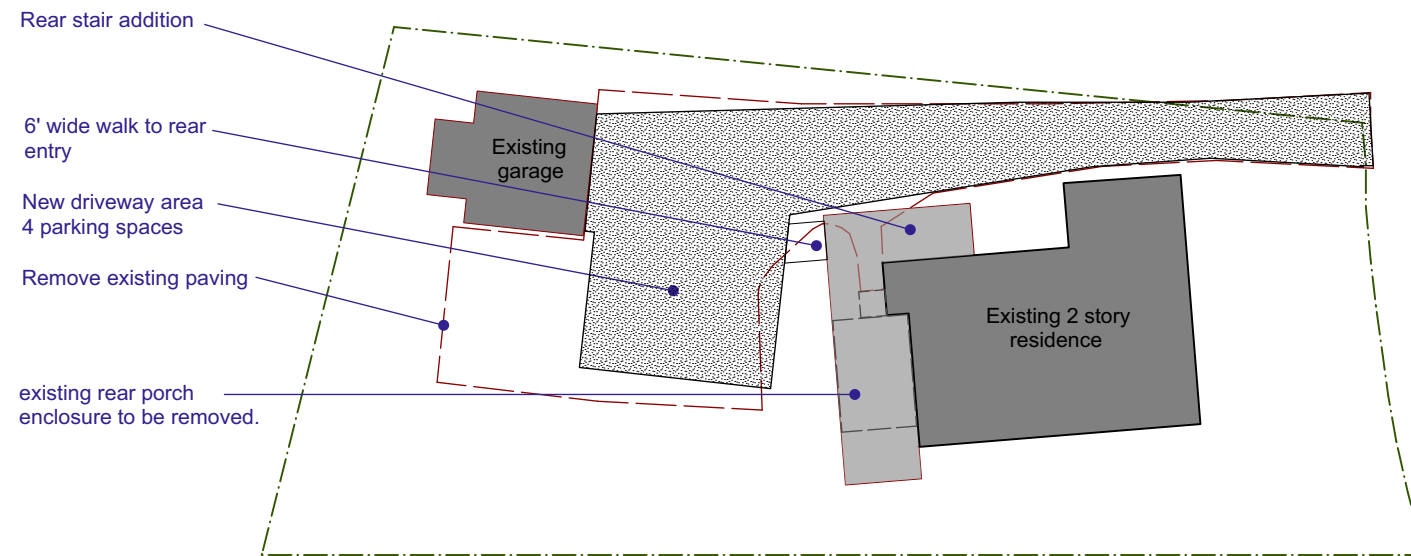 Rear stair addition
6' wide walk to rear
entry
New driveway area
4 parking spaces
Remove existing paving
existing rear porch
enclosure to be removed.
Existing
garage
Existing 2 story
residence